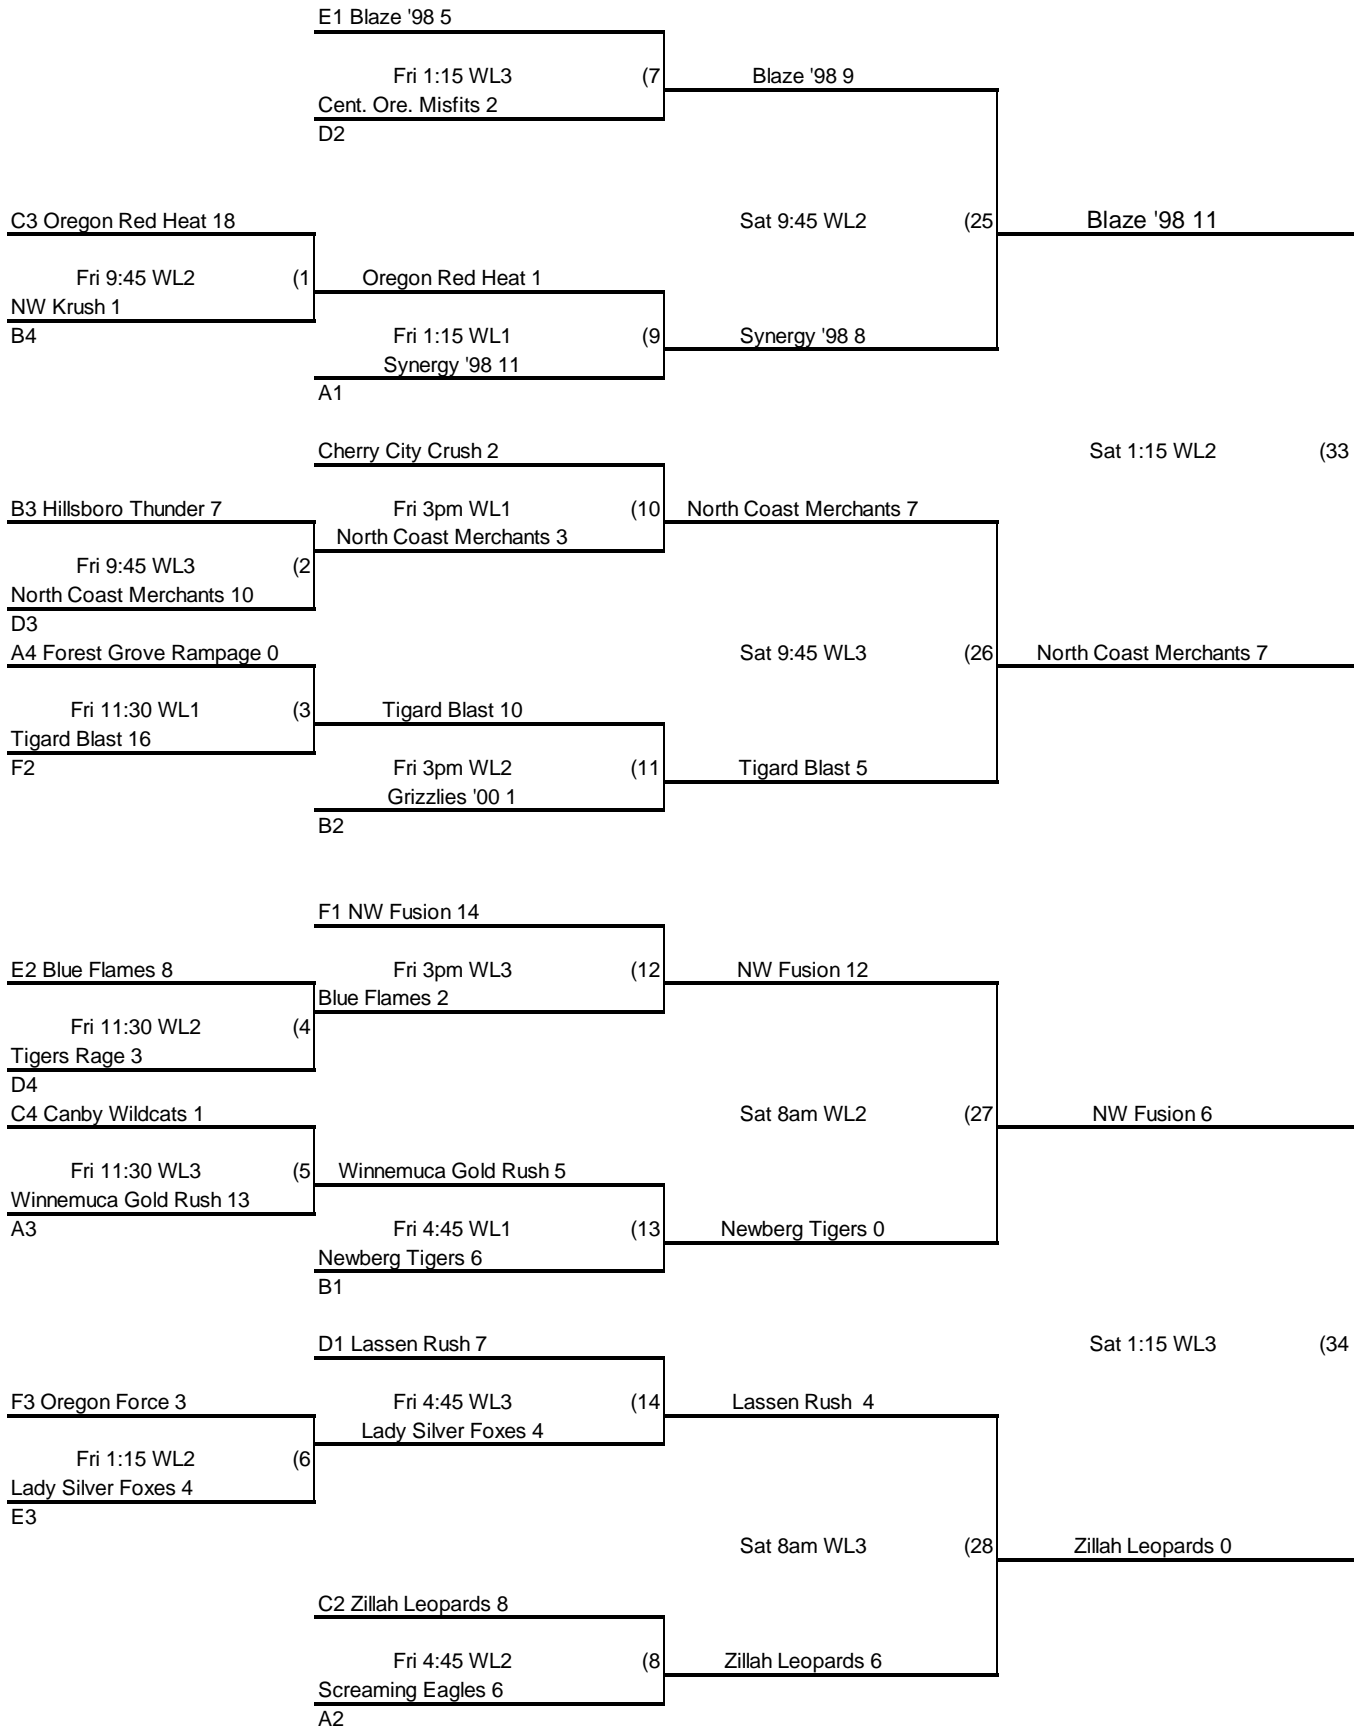 E1 Blaze '98 5
Fri 1:15 WL3 (7 Blaze '98 9
Cent. Ore. Misfits 2
D2
C3 Oregon Red Heat 18 Sat 9:45 WL2 (25 Blaze '98 11
Fri 9:45 WL2 (1 Oregon Red Heat 1
NW Krush 1
B4 Fri 1:15 WL1 (9 Synergy '98 8
Synergy '98 11
A1
Cherry City Crush 2 Sat 1:15 WL2 (33
B3 Hillsboro Thunder 7 Fri 3pm WL1 (10 North Coast Merchants 7
North Coast Merchants 3
Fri 9:45 WL3 (2
North Coast Merchants 10
D3
A4 Forest Grove Rampage 0 Sat 9:45 WL3 (26 North Coast Merchants 7
Fri 11:30 WL1 (3 Tigard Blast 10
Tigard Blast 16
F2 Fri 3pm WL2 (11 Tigard Blast 5
Grizzlies '00 1
B2
F1 NW Fusion 14
E2 Blue Flames 8 Fri 3pm WL3 (12 NW Fusion 12
Blue Flames 2
Fri 11:30 WL2 (4
Tigers Rage 3
D4
C4 Canby Wildcats 1 Sat 8am WL2 (27 NW Fusion 6
Fri 11:30 WL3 (5 Winnemuca Gold Rush 5
Winnemuca Gold Rush 13
A3 Fri 4:45 WL1 (13 Newberg Tigers 0
Newberg Tigers 6
B1
D1 Lassen Rush 7 Sat 1:15 WL3 (34
F3 Oregon Force 3 Fri 4:45 WL3 (14 Lassen Rush 4
Lady Silver Foxes 4
Fri 1:15 WL2 (6
Lady Silver Foxes 4
E3
Sat 8am WL3 (28 Zillah Leopards 0
C2 Zillah Leopards 8
Fri 4:45 WL2 (8 Zillah Leopards 6
Screaming Eagles 6
A2